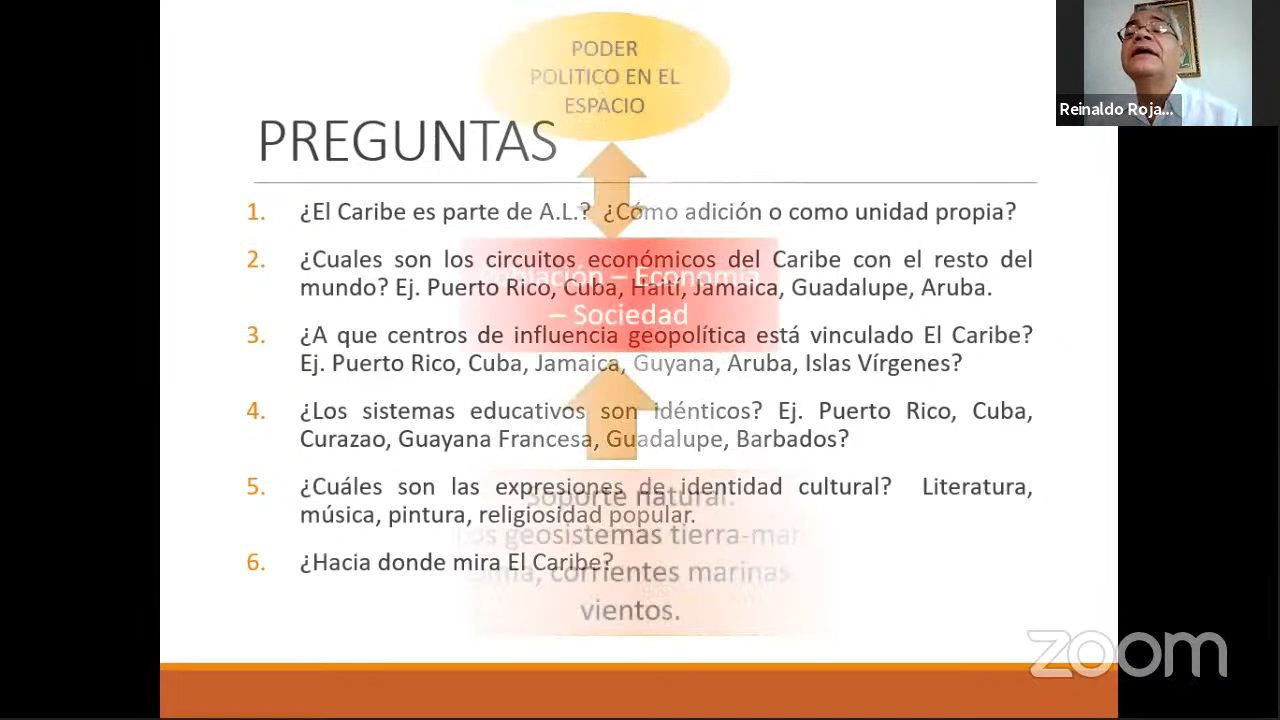 PODER
POLITICO EN EL
ESPACIO
PREGUNTAS
1. ¿El Caribe es parte de A.L.? ¿Cómo adición o como unidad propia?
2. ¿Cuales son los circuitos económicos del Caribe con el resto del
mundo? Ej. Puerto Rico, Cuba, Haití, Jamaica, Guadalupe, Aruba.
Población – Economía
– Sociedad
3. ¿A que centros de influencia geopolítica está vinculado El Caribe?
Ej. Puerto Rico, Cuba, Jamaica, Guyana, Aruba, Islas Vírgenes?
4. ¿Los sistemas educativos son idénticos? Ej. Puerto Rico, Cuba,
Curazao, Guayana Francesa, Guadalupe, Barbados?
5. ¿Cuáles son las expresiones de identidad cultural? Literatura,
música, pintura, religiosidad popular.
6. ¿Hacia donde mira El Caribe?
Soporte natural:
Los geosistemas tierra-mar
corrientes marinas
vientos.
Reinaldo Roja...
zoom